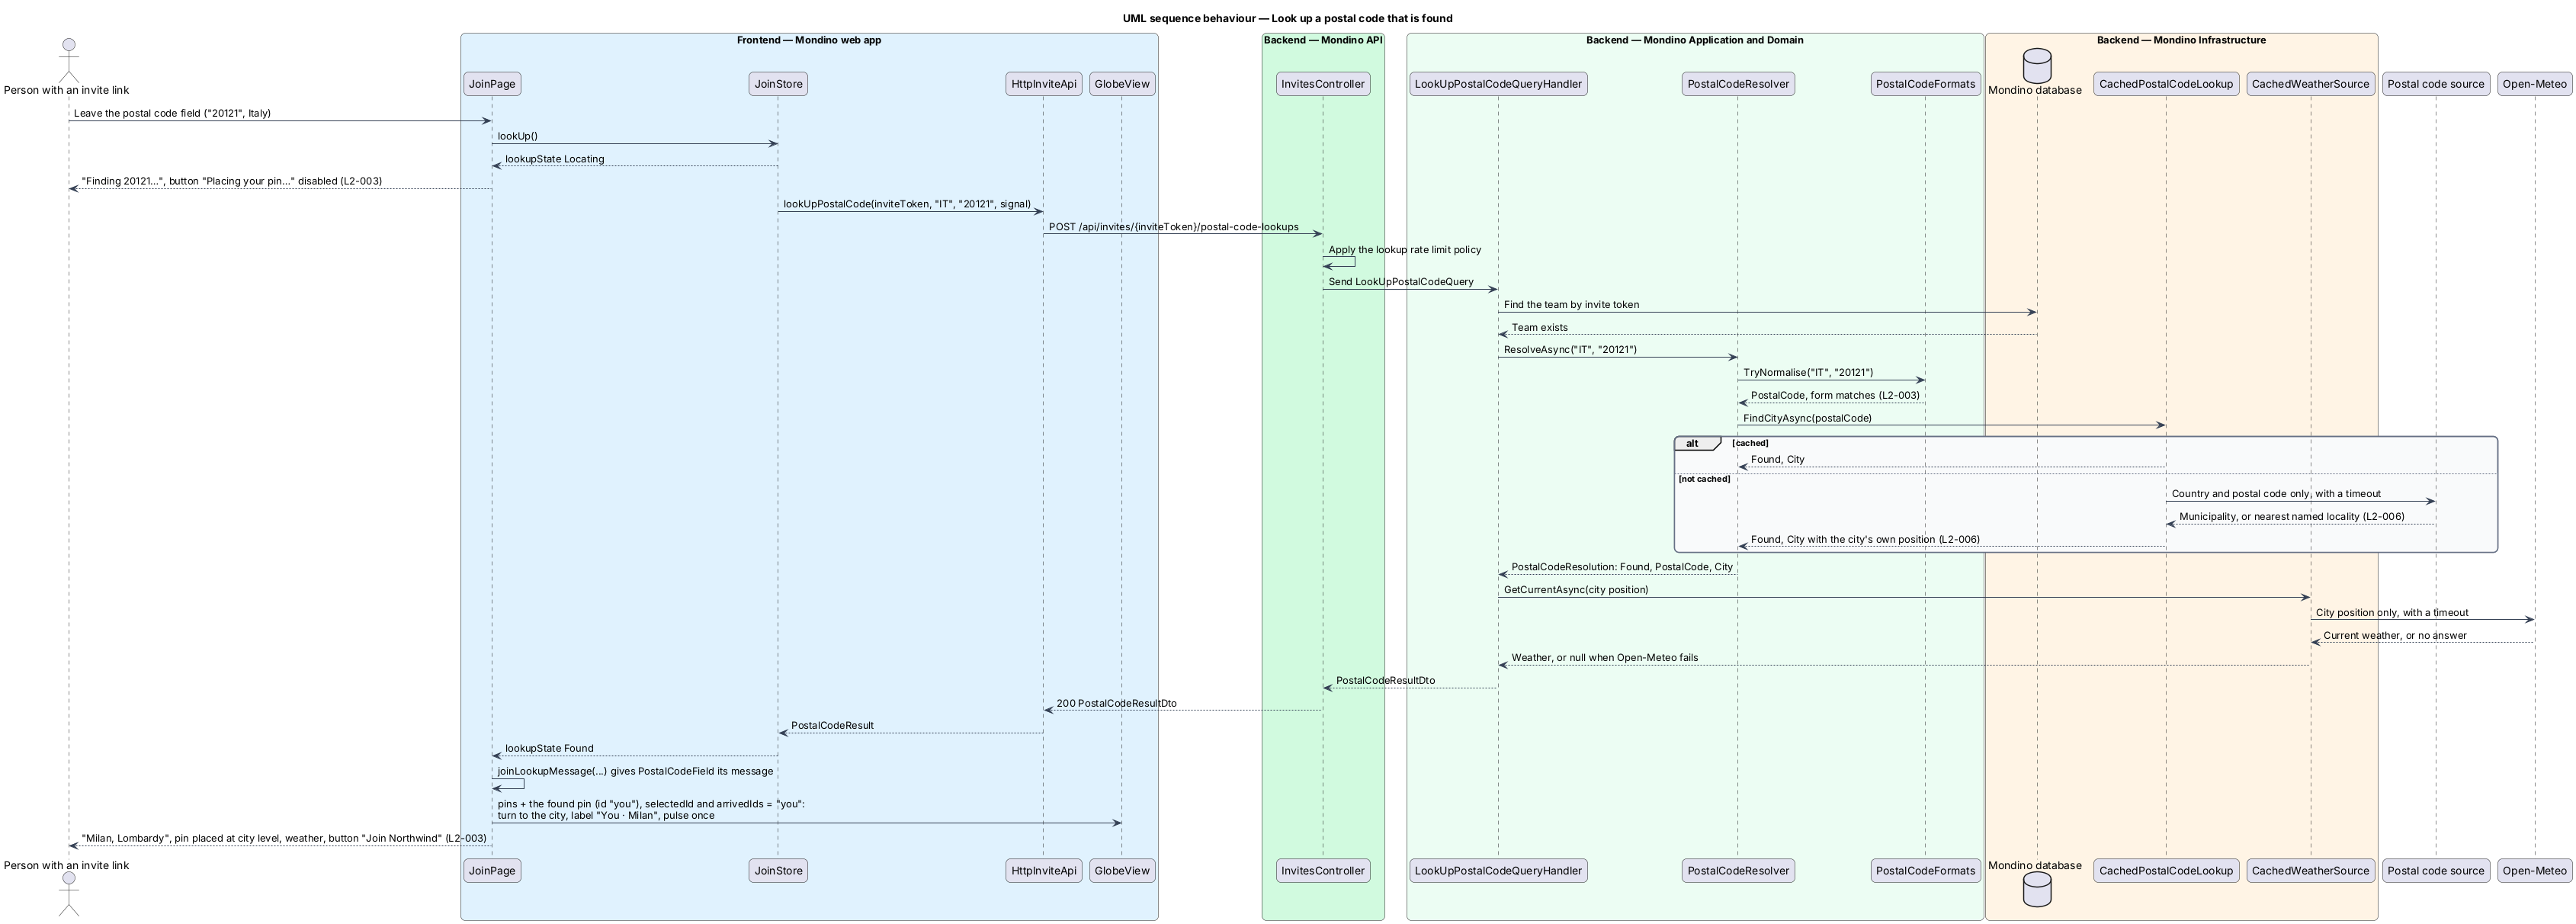 UML sequence behaviour — Look up a postal code that is found
Frontend — Mondino web app
Backend — Mondino API
Backend — Mondino Application and Domain
Backend — Mondino Infrastructure
Person with an invite link
JoinPage
JoinStore
HttpInviteApi
GlobeView
InvitesController
LookUpPostalCodeQueryHandler
PostalCodeResolver
PostalCodeFormats
Mondino database
CachedPostalCodeLookup
CachedWeatherSource
Postal code source
Open-Meteo
Leave the postal code field ("20121", Italy)
lookUp()
lookupState Locating
"Finding 20121…", button "Placing your pin…" disabled (L2-003)
lookUpPostalCode(inviteToken, "IT", "20121", signal)
POST /api/invites/{inviteToken}/postal-code-lookups
Apply the lookup rate limit policy
Send LookUpPostalCodeQuery
Find the team by invite token
Team exists
ResolveAsync("IT", "20121")
TryNormalise("IT", "20121")
PostalCode, form matches (L2-003)
FindCityAsync(postalCode)
alt [cached]
Found, City
[not cached]
Country and postal code only, with a timeout
Municipality, or nearest named locality (L2-006)
Found, City with the city's own position (L2-006)
PostalCodeResolution: Found, PostalCode, City
GetCurrentAsync(city position)
City position only, with a timeout
Current weather, or no answer
Weather, or null when Open-Meteo fails
PostalCodeResultDto
200 PostalCodeResultDto
PostalCodeResult
lookupState Found
joinLookupMessage(...) gives PostalCodeField its message
pins + the found pin (id "you"), selectedId and arrivedIds = "you":
turn to the city, label "You · Milan", pulse once
"Milan, Lombardy", pin placed at city level, weather, button "Join Northwind" (L2-003)
Person with an invite link
JoinPage
JoinStore
HttpInviteApi
GlobeView
InvitesController
LookUpPostalCodeQueryHandler
PostalCodeResolver
PostalCodeFormats
Mondino database
CachedPostalCodeLookup
CachedWeatherSource
Postal code source
Open-Meteo